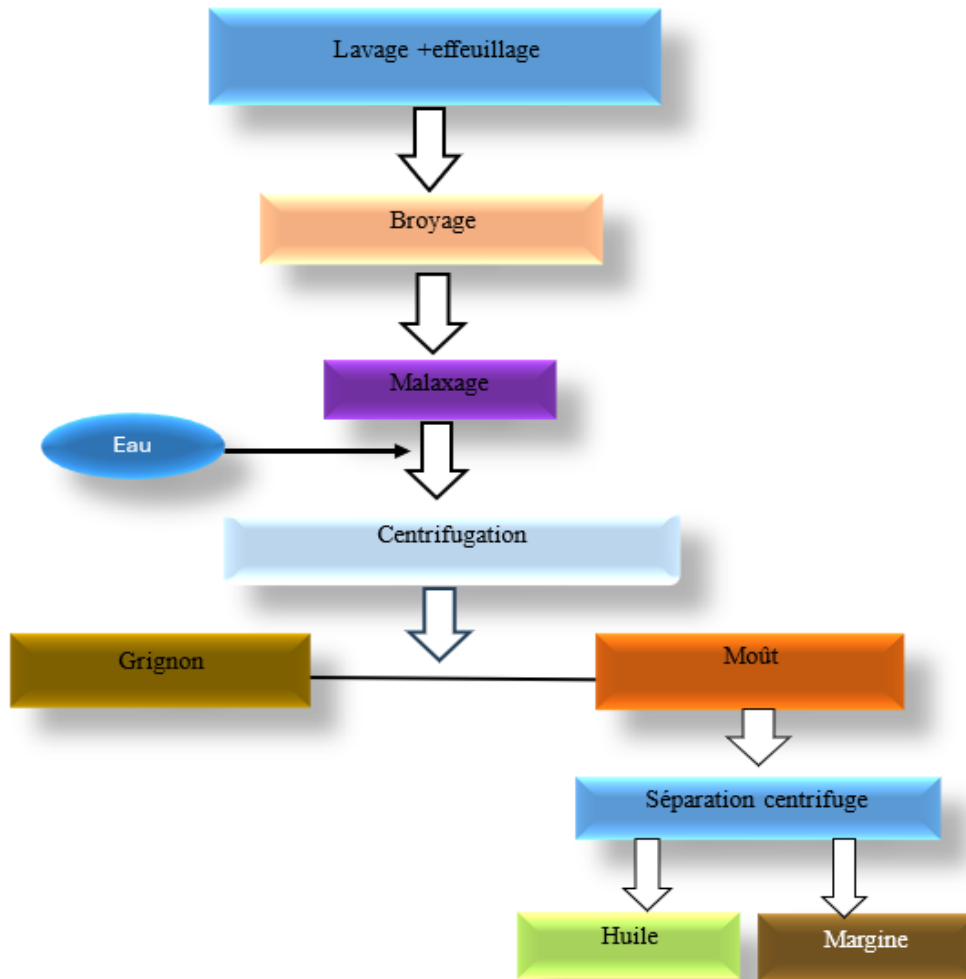 Lavage +effeuillage
Broyage
Malaxage
Eau
Centrifugation
Grignon
Moût
Séparation centrifuge
Huile
Margine